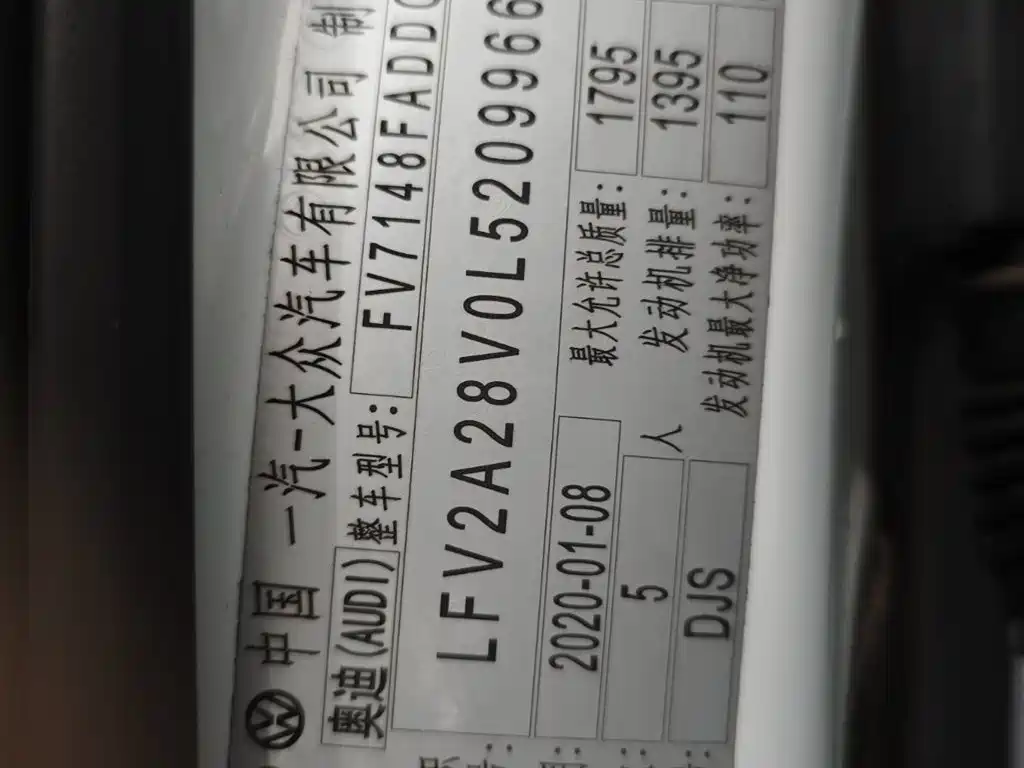 中国 一汽-大众汽车有限公司 制
奥迪(AUDI) 整车型号: FV7148FADD
LFV2A28V0L5209966
2020-01-08 最大允许总质量: 1795
5 人 发动机排量: 1395
DJS 发动机最大净功率: 110